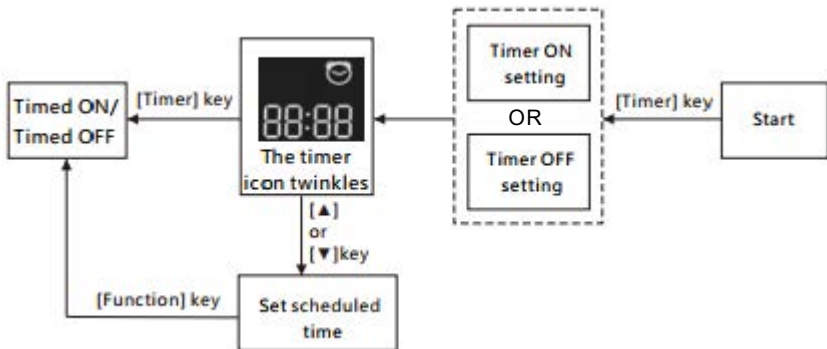 Timer ON
setting
OR
Timer OFF
setting
[Timer] key
Start
88:88
The timer
icon twinkles
[Timer] key
Timed ON/
Timed OFF
[▲]
or
[▼]key
Set scheduled
time
[Function] key